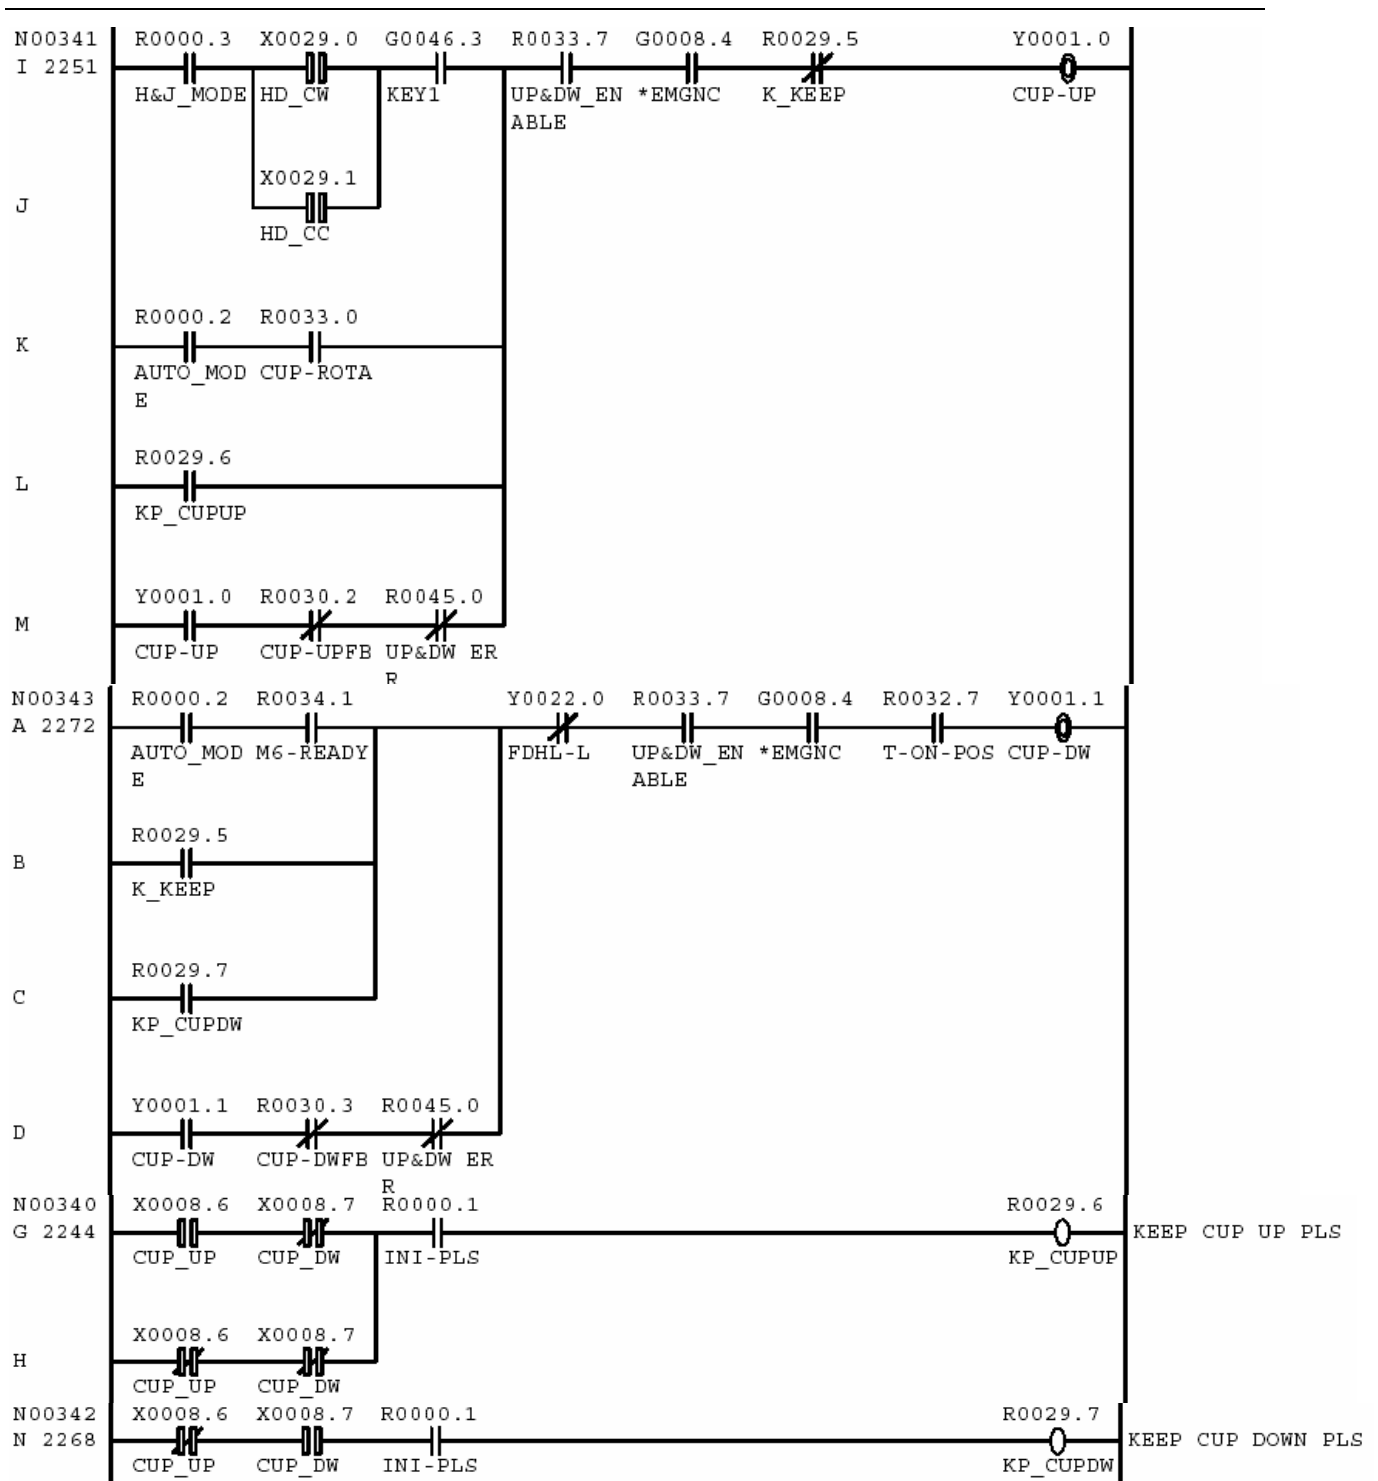 N00341 R0000.3 X0029.0 G0046.3 R0033.7 G0008.4 R0029.5 Y0001.0
I 2251
H&J_MODE HD_CW KEY1 UP&DW_EN *EMGNC K_KEEP CUP-UP
ABLE
X0029.1
J
HD_CC
R0000.2 R0033.0
K
AUTO_MOD CUP-ROTA
E
R0029.6
L
KP_CUPUP
Y0001.0 R0030.2 R0045.0
M
CUP-UP CUP-UPFB UP&DW ER
R
N00343 R0000.2 R0034.1 Y0022.0 R0033.7 G0008.4 R0032.7 Y0001.1
A 2272
AUTO_MOD M6-READY FDHL-L UP&DW_EN *EMGNC T-ON-POS CUP-DW
E ABLE
R0029.5
B
K_KEEP
R0029.7
C
KP_CUPDW
Y0001.1 R0030.3 R0045.0
D
CUP-DW CUP-DWFB UP&DW ER
R
N00340 X0008.6 X0008.7 R0000.1 R0029.6
G 2244 KEEP CUP UP PLS
CUP_UP CUP_DW INI-PLS KP_CUPUP
X0008.6 X0008.7
H
CUP_UP CUP_DW
N00342 X0008.6 X0008.7 R0000.1 R0029.7
N 2268 KEEP CUP DOWN PLS
CUP_UP CUP_DW INI-PLS KP_CUPDW